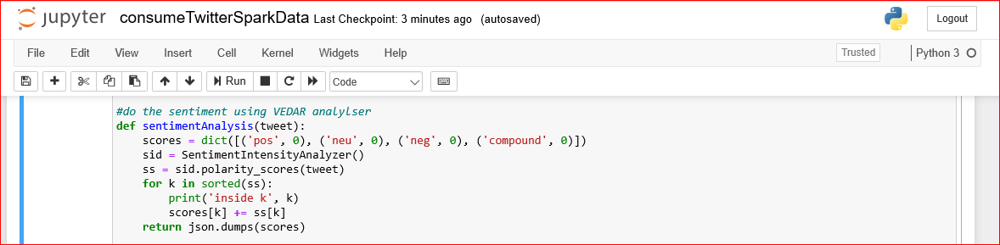 jupyter consumeTwitterSparkData Last Checkpoint: 3 minutes ago (autosaved) Logout
File Edit View Insert Cell Kernel Widgets Help Trusted Python 3
Run Code
#do the sentiment using VEDAR analylser
def sentimentAnalysis(tweet):
    scores = dict([('pos', 0), ('neu', 0), ('neg', 0), ('compound', 0)])
    sid = SentimentIntensityAnalyzer()
    ss = sid.polarity_scores(tweet)
    for k in sorted(ss):
        print('inside k', k)
        scores[k] += ss[k]
    return json.dumps(scores)